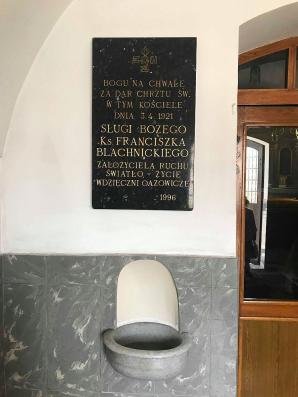 BOGU NA CHWAŁĘ
ZA DAR CHRZTU ŚW.
W TYM KOŚCIELE
DNIA 3.4.1921
SŁUGI BOŻEGO
KS FRANCISZKA
BLACHNICKIEGO
ZAŁOŻYCIELA RUCHU
ŚWIATŁO - ŻYCIE
WDZIĘCZNI OAZOWICZE
1996